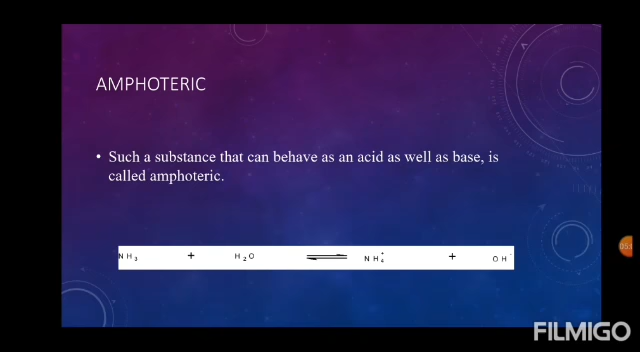 AMPHOTERIC
• Such a substance that can behave as an acid as well as base, is
called amphoteric.
NH₃ + H₂O ⇌ NH₄⁺ + OH⁻
FILMIGO